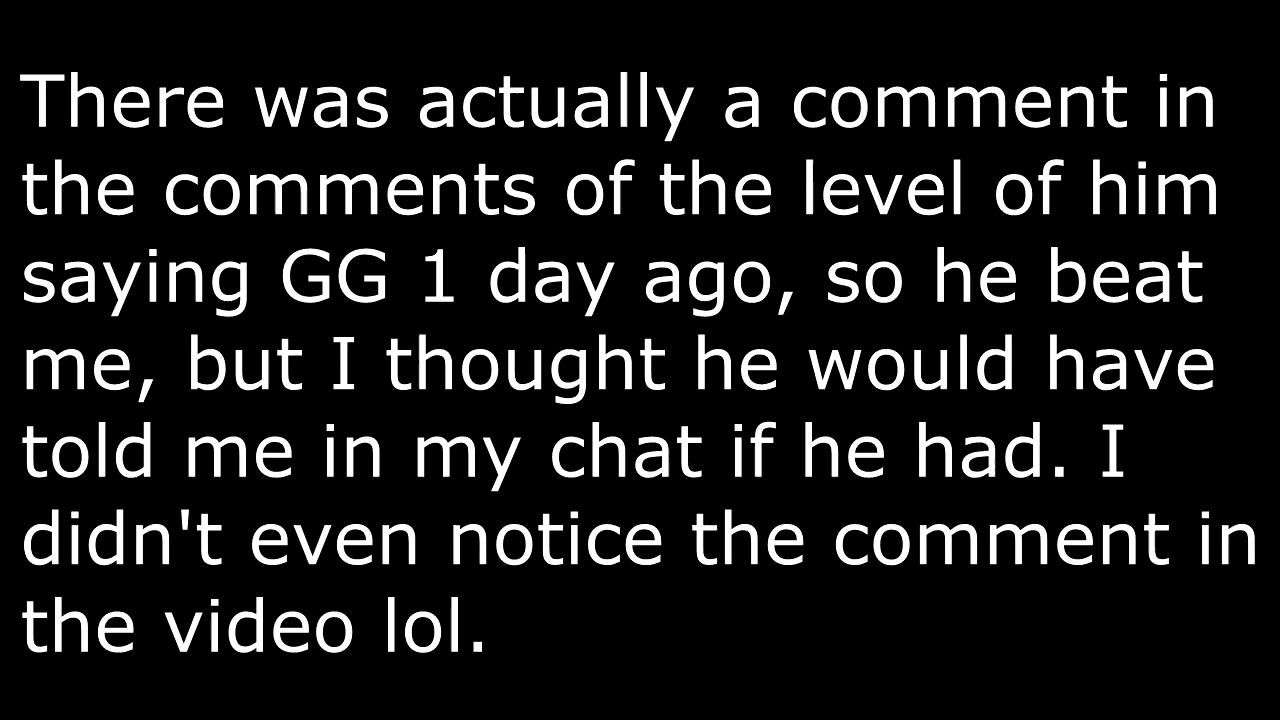 There was actually a comment in
the comments of the level of him
saying GG 1 day ago, so he beat
me, but I thought he would have
told me in my chat if he had. I
didn't even notice the comment in
the video lol.